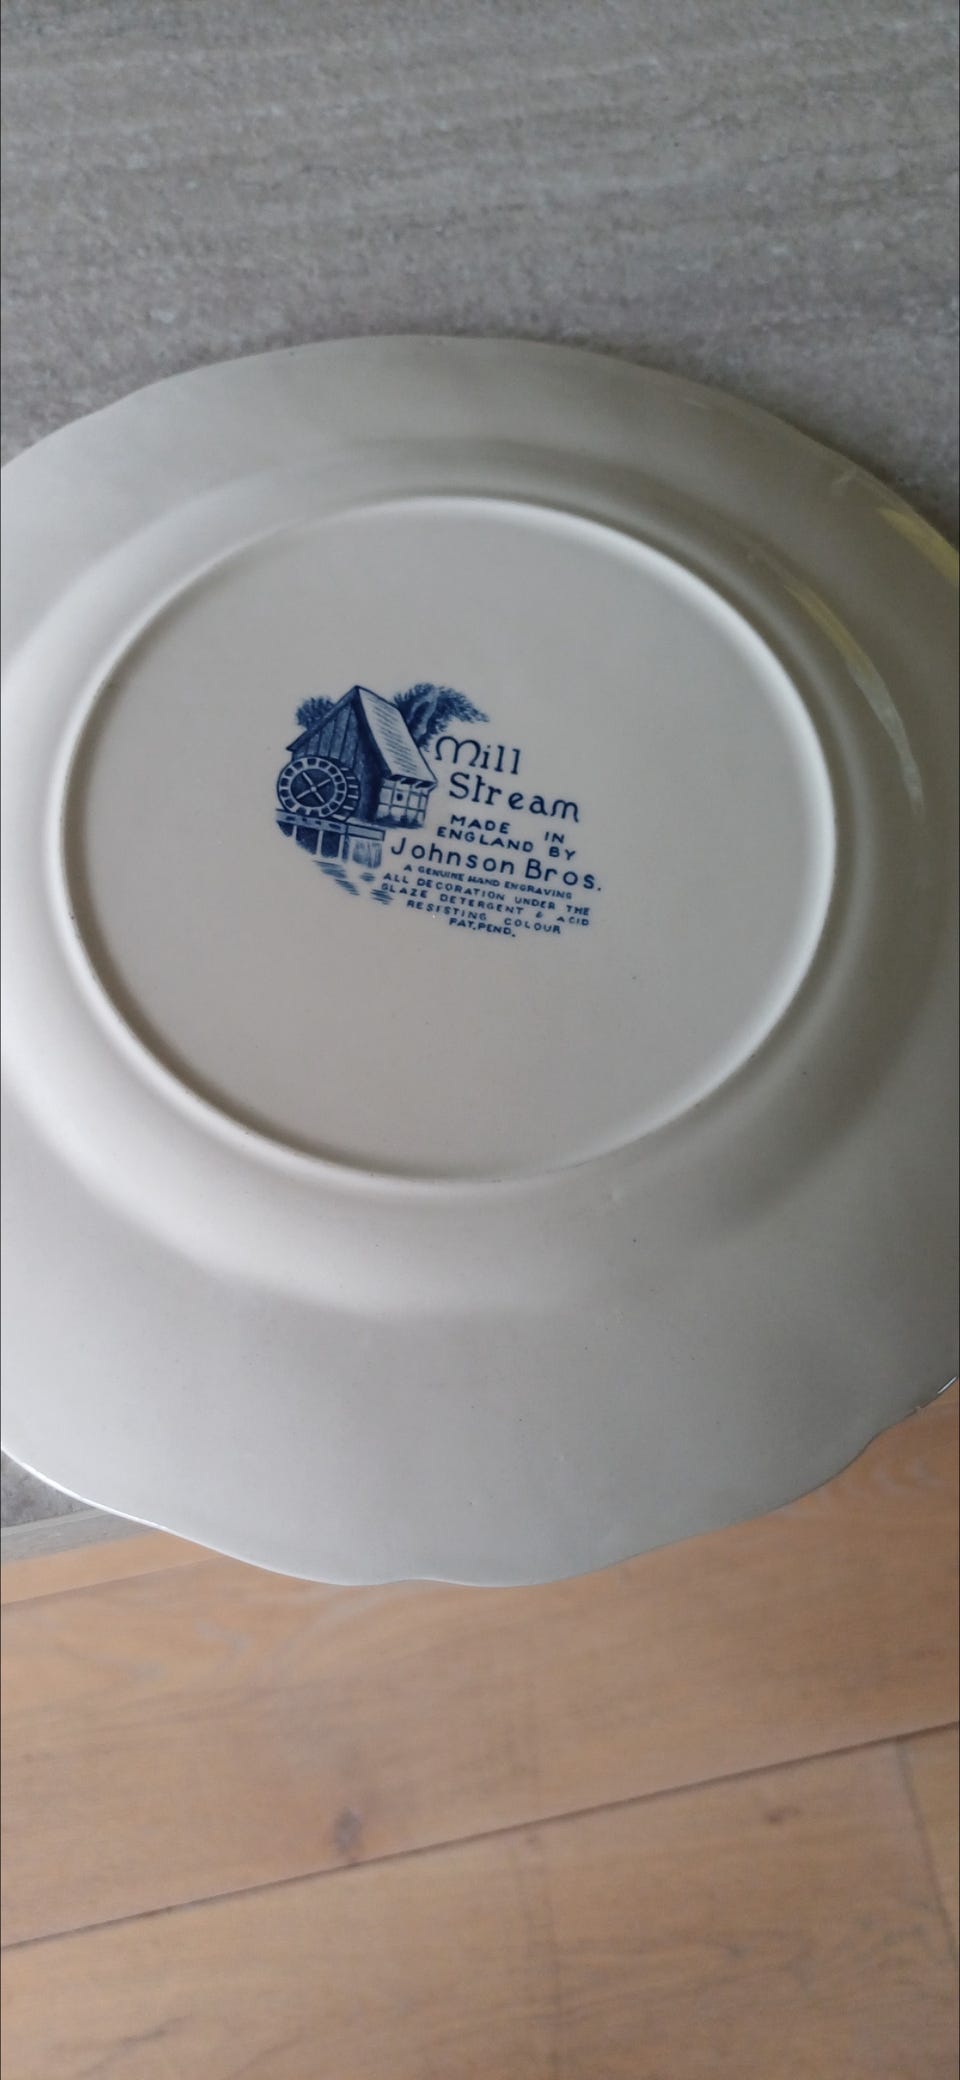 Mill
Stream
MADE IN
ENGLAND BY
Johnson Bros.
A GENUINE HAND ENGRAVING
ALL DECORATION UNDER THE
GLAZE DETERGENT & ACID
RESISTING COLOUR
PAT.PEND.